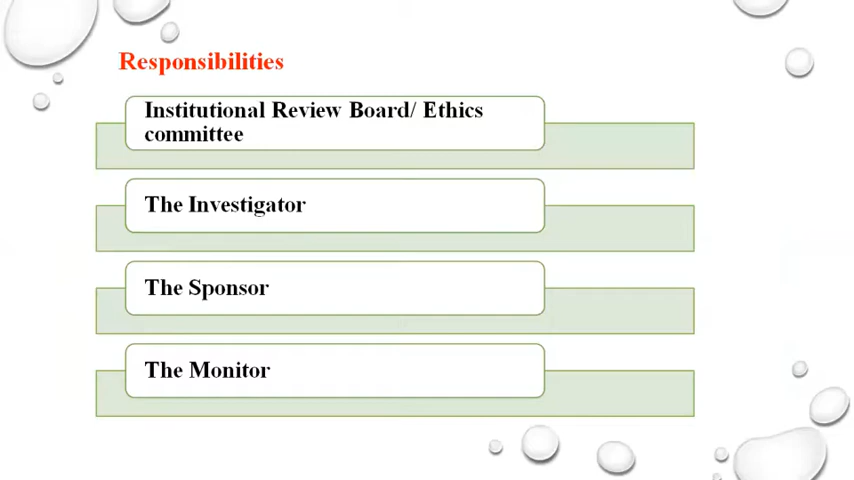 Responsibilities
Institutional Review Board/ Ethics
committee
The Investigator
The Sponsor
The Monitor